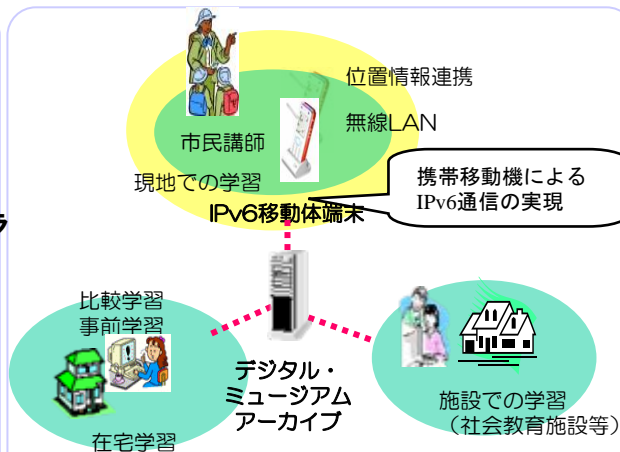 位置情報連携
無線LAN
市民講師
現地での学習
IPv6移動体端末
携帯移動機による
IPv6通信の実現
ラ
比較学習
事前学習
在宅学習
デジタル・
ミュージアム
アーカイブ
施設での学習
（社会教育施設等）